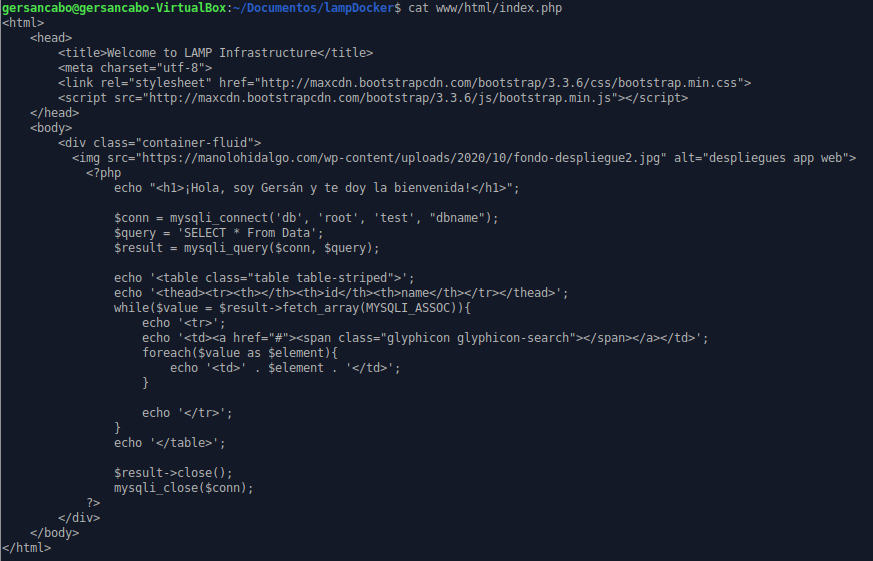 gersancabo@gersancabo-VirtualBox:~/Documentos/lampDocker$ cat www/html/index.php
<html>
    <head>
        <title>Welcome to LAMP Infrastructure</title>
        <meta charset="utf-8">
        <link rel="stylesheet" href="http://maxcdn.bootstrapcdn.com/bootstrap/3.3.6/css/bootstrap.min.css">
        <script src="http://maxcdn.bootstrapcdn.com/bootstrap/3.3.6/js/bootstrap.min.js"></script>
    </head>
    <body>
        <div class="container-fluid">
          <img src="https://manolohidalgo.com/wp-content/uploads/2020/10/fondo-despliegue2.jpg" alt="despliegues app web">
            <?php
                echo "<h1>¡Hola, soy Gersán y te doy la bienvenida!</h1>";

                $conn = mysqli_connect('db', 'root', 'test', "dbname");
                $query = 'SELECT * From Data';
                $result = mysqli_query($conn, $query);

                echo '<table class="table table-striped">';
                echo '<thead><tr><th></th><th>id</th><th>name</th></tr></thead>';
                while($value = $result->fetch_array(MYSQLI_ASSOC)){
                    echo '<tr>';
                    echo '<td><a href="#"><span class="glyphicon glyphicon-search"></span></a></td>';
                    foreach($value as $element){
                        echo '<td>' . $element . '</td>';
                    }

                    echo '</tr>';
                }
                echo '</table>';

                $result->close();
                mysqli_close($conn);
            ?>
        </div>
    </body>
</html>